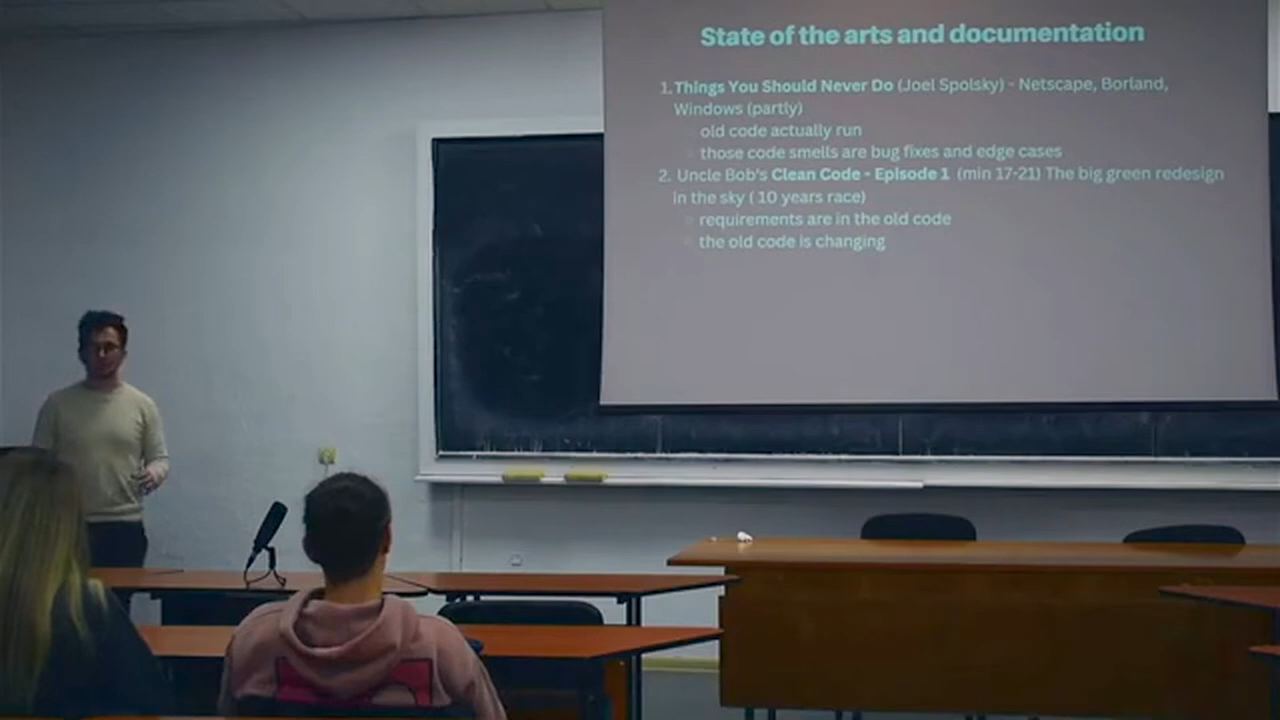 State of the arts and documentation
1. Things You Should Never Do (Joel Spolsky) - Netscape, Borland,
Windows (partly)
old code actually run
those code smells are bug fixes and edge cases
2. Uncle Bob's Clean Code - Episode 1 (min 17-21) The big green redesign
in the sky ( 10 years race)
requirements are in the old code
the old code is changing